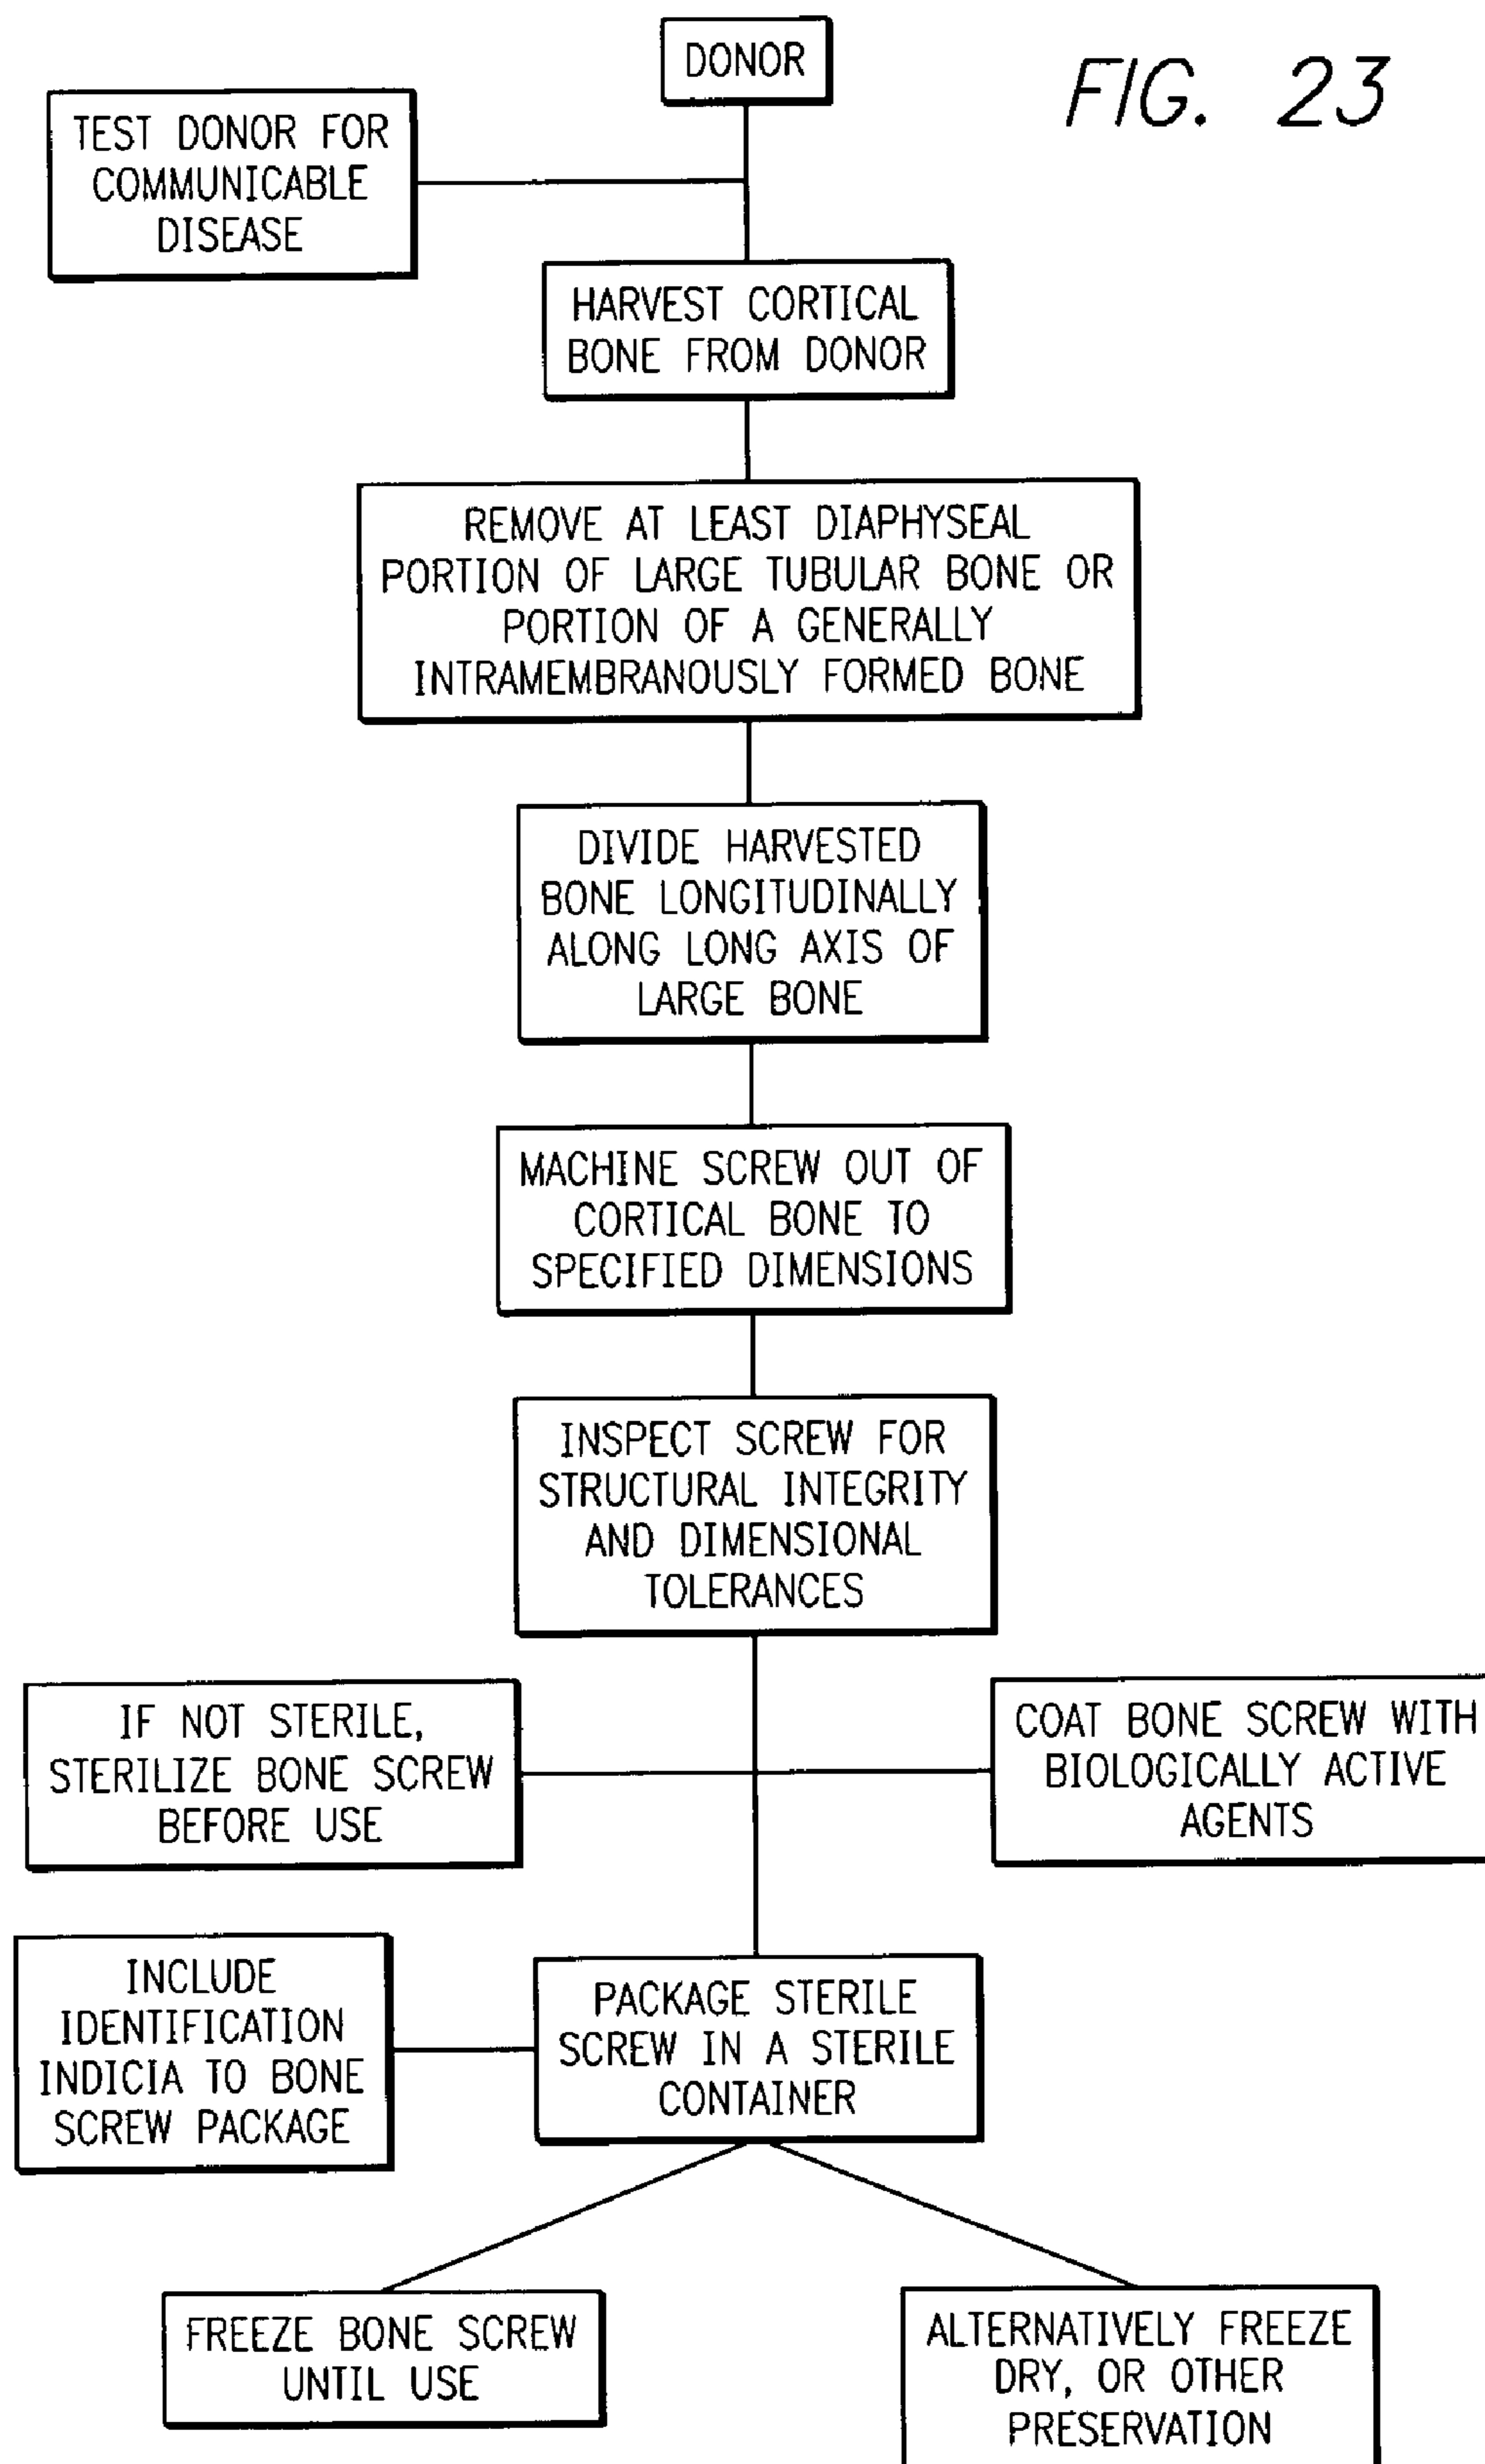 DONOR
FIG. 23
TEST DONOR FOR
COMMUNICABLE
DISEASE
HARVEST CORTICAL
BONE FROM DONOR
REMOVE AT LEAST DIAPHYSEAL
PORTION OF LARGE TUBULAR BONE OR
PORTION OF A GENERALLY
INTRAMEMBRANOUSLY FORMED BONE
DIVIDE HARVESTED
BONE LONGITUDINALLY
ALONG LONG AXIS OF
LARGE BONE
MACHINE SCREW OUT OF
CORTICAL BONE TO
SPECIFIED DIMENSIONS
INSPECT SCREW FOR
STRUCTURAL INTEGRITY
AND DIMENSIONAL
TOLERANCES
IF NOT STERILE,
STERILIZE BONE SCREW
BEFORE USE
COAT BONE SCREW WITH
BIOLOGICALLY ACTIVE
AGENTS
INCLUDE
IDENTIFICATION
INDICIA TO BONE
SCREW PACKAGE
PACKAGE STERILE
SCREW IN A STERILE
CONTAINER
FREEZE BONE SCREW
UNTIL USE
ALTERNATIVELY FREEZE
DRY, OR OTHER
PRESERVATION